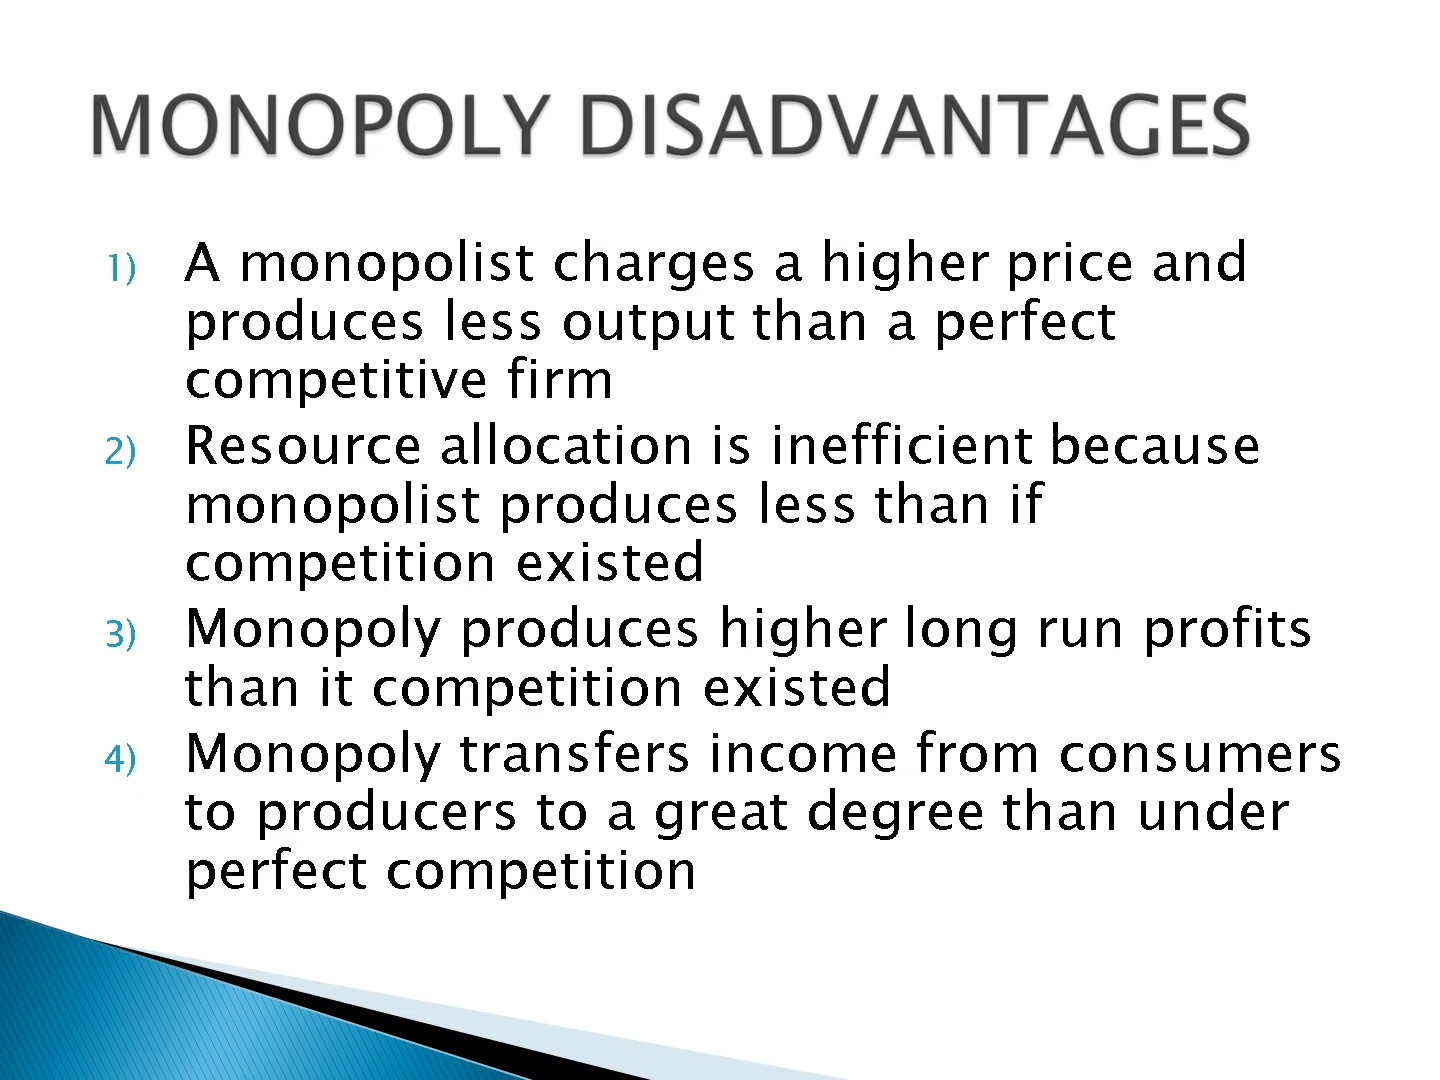 MONOPOLY DISADVANTAGES
1) A monopolist charges a higher price and
produces less output than a perfect
competitive firm
2) Resource allocation is inefficient because
monopolist produces less than if
competition existed
3) Monopoly produces higher long run profits
than it competition existed
4) Monopoly transfers income from consumers
to producers to a great degree than under
perfect competition